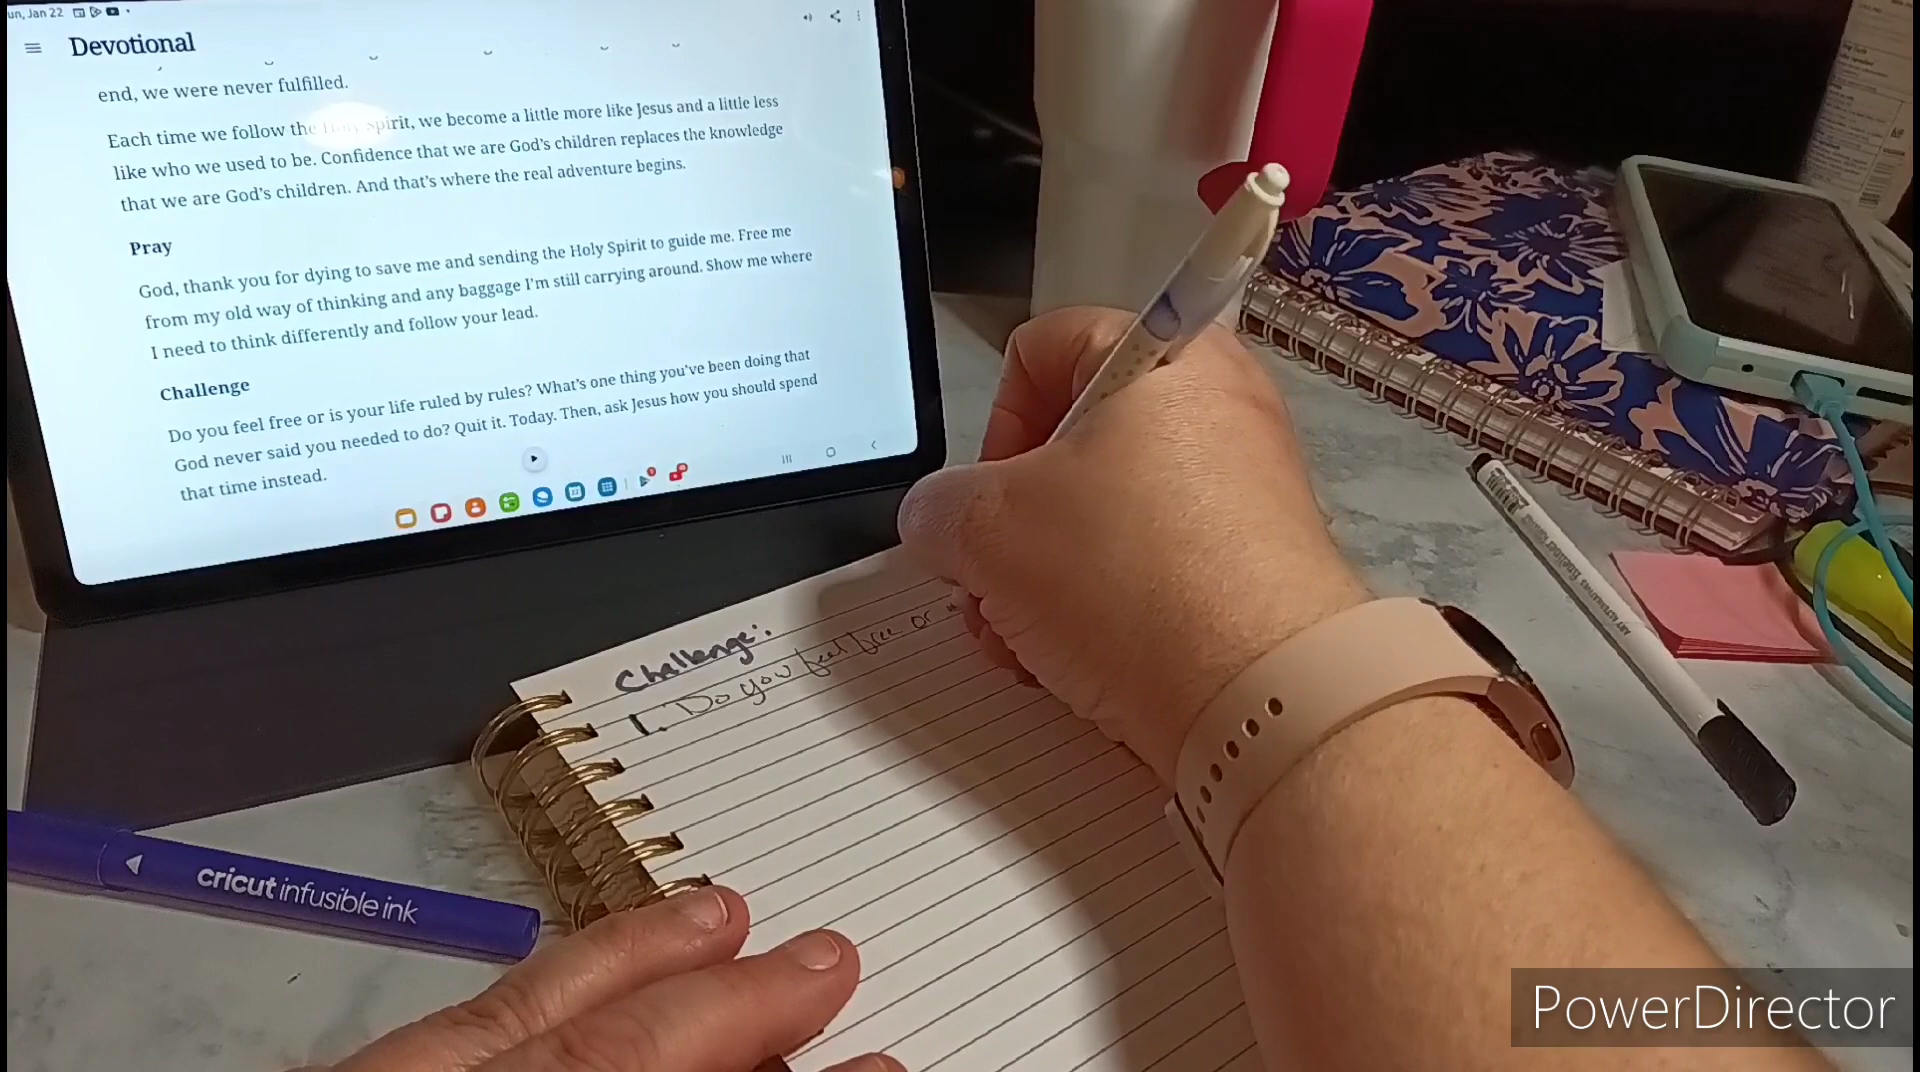 un, Jan 22
Devotional
end, we were never fulfilled.
Each time we follow the Holy Spirit, we become a little more like Jesus and a little less
like who we used to be. Confidence that we are God's children replaces the knowledge
that we are God's children. And that's where the real adventure begins.
Pray
God, thank you for dying to save me and sending the Holy Spirit to guide me. Free me
from my old way of thinking and any baggage I'm still carrying around. Show me where
I need to think differently and follow your lead.
Challenge
Do you feel free or is your life ruled by rules? What's one thing you've been doing that
God never said you needed to do? Quit it. Today. Then, ask Jesus how you should spend
that time instead.
Challenge:
1. Do you feel free or
cricut infusible ink
ART ALTERNATIVES
PowerDirector